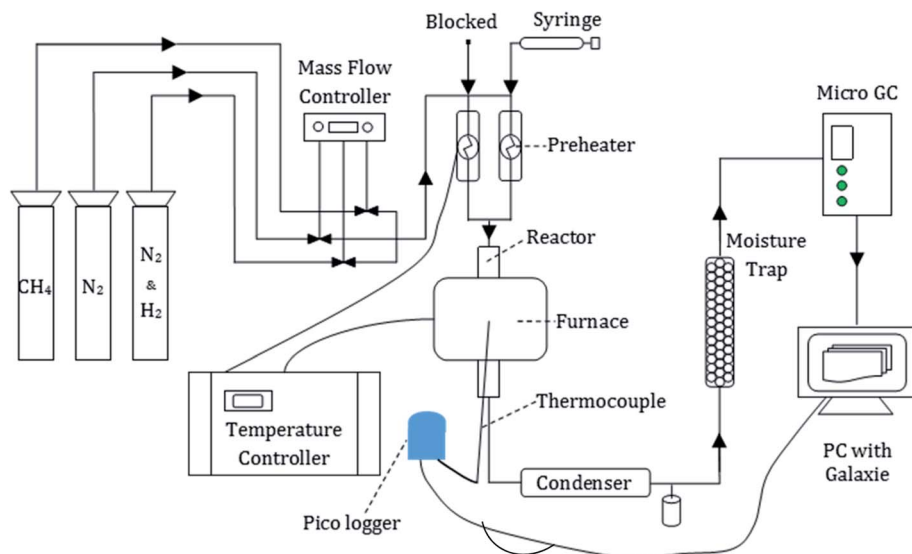 Blocked
Syringe
Mass Flow
Controller
Micro GC
Preheater
Reactor
Moisture
Trap
CH₄
N₂
N₂
&
H₂
Furnace
Thermocouple
Temperature
Controller
PC with
Galaxie
Condenser
Pico logger